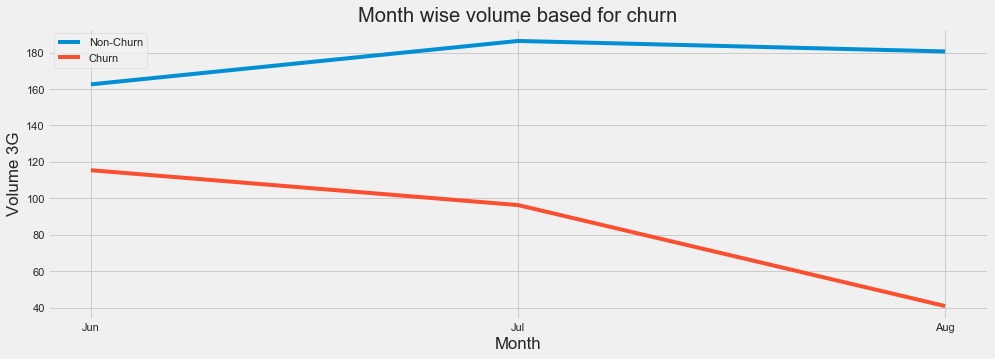 Month wise volume based for churn
Non-Churn
Churn
Volume 3G
180
160
140
120
100
80
60
40
Jun
Jul
Aug
Month